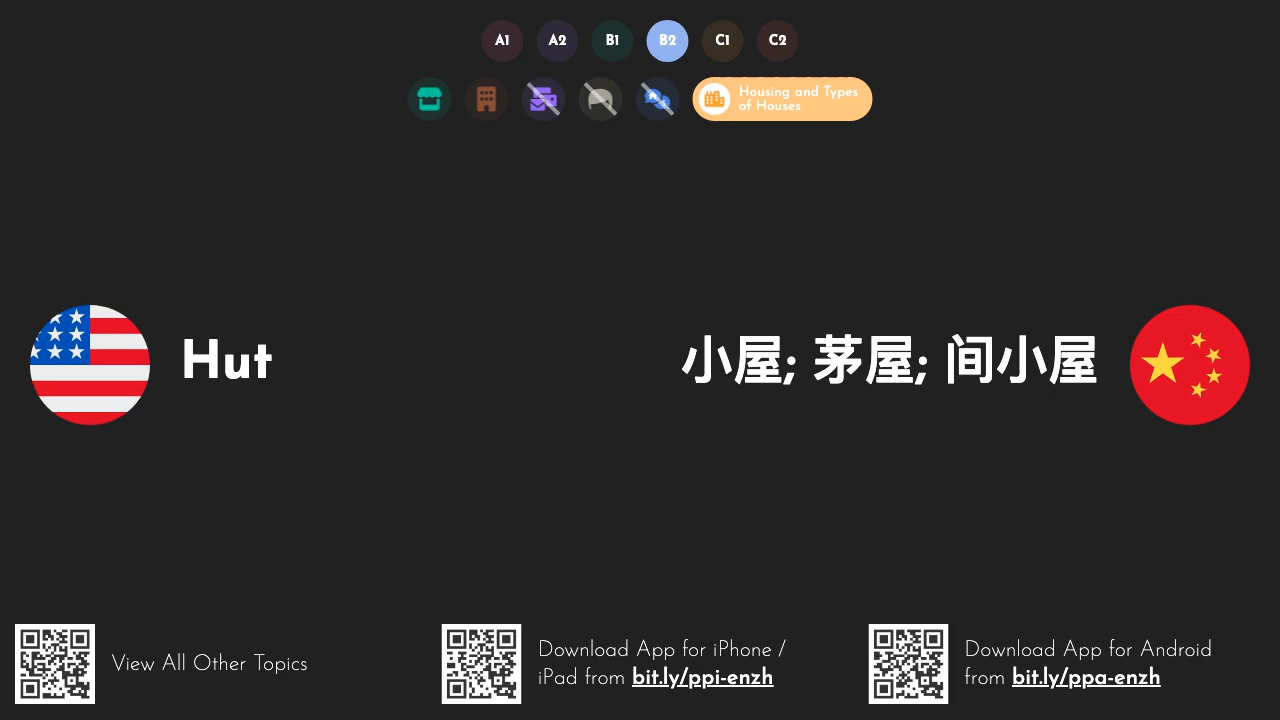 A1 A2 B1 B2 C1 C2
Housing and Types
of Houses
Hut
小屋; 茅屋; 间小屋
View All Other Topics
Download App for iPhone /
iPad from bit.ly/ppi-enzh
Download App for Android
from bit.ly/ppa-enzh